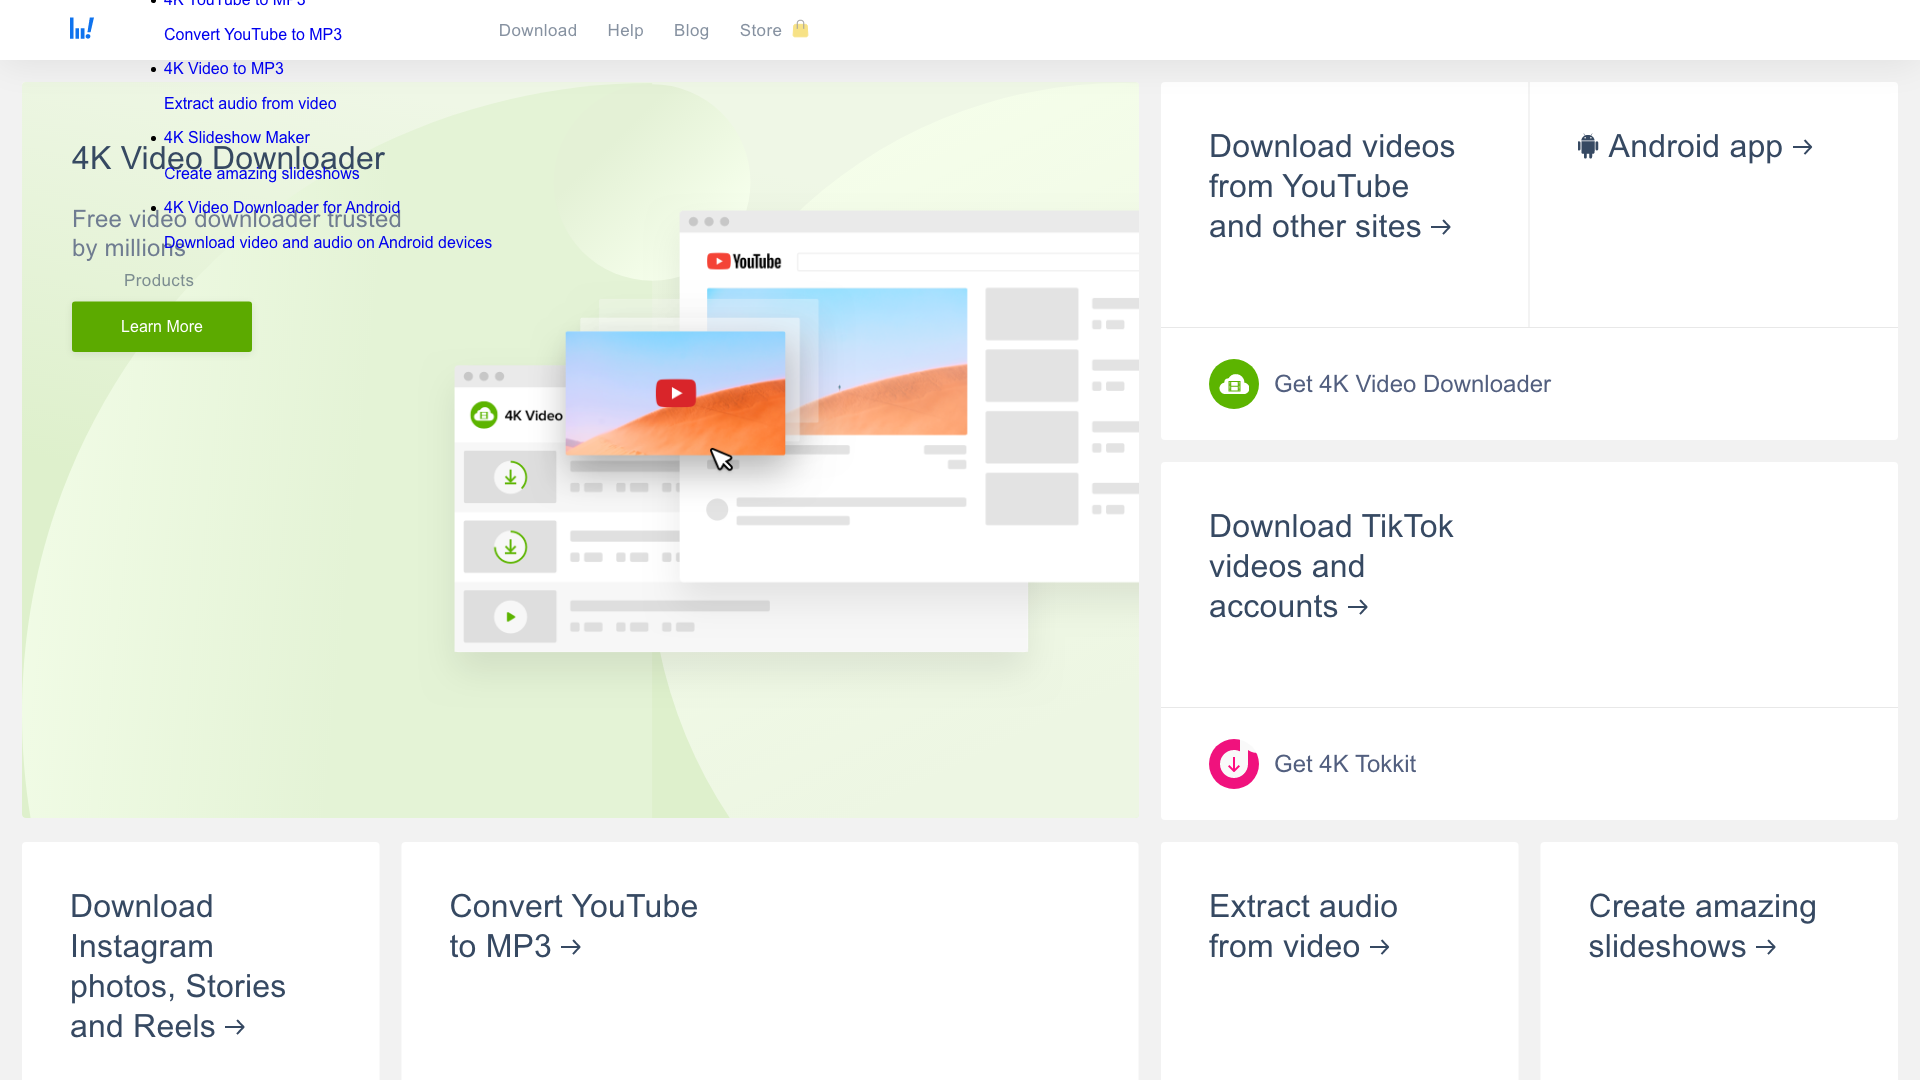 4K YouTube to MP3
Convert YouTube to MP3
4K Video to MP3
Extract audio from video
4K Slideshow Maker
Create amazing slideshows
4K Video Downloader for Android
Download video and audio on Android devices
Products
Download
Help
Blog
Store
4K Video Downloader
Free video downloader trusted
by millions
Learn More
YouTube
4K Video
Download videos
from YouTube
and other sites →
Android app →
Get 4K Video Downloader
Download TikTok
videos and
accounts →
Get 4K Tokkit
Download
Instagram
photos, Stories
and Reels →
Convert YouTube
to MP3 →
Extract audio
from video →
Create amazing
slideshows →